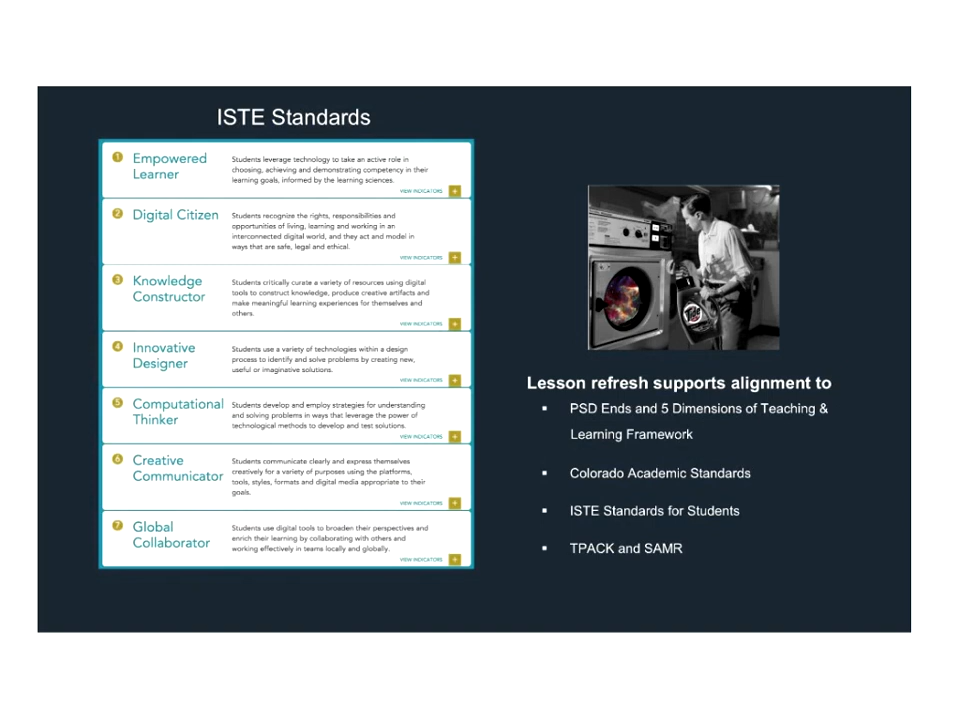 ISTE Standards
1 Empowered Learner
Students leverage technology to take an active role in
choosing, achieving and demonstrating competency in their
learning goals, informed by the learning sciences.
VIEW INDICATORS +
2 Digital Citizen
Students recognize the rights, responsibilities and
opportunities of living, learning and working in an
interconnected digital world, and they act and model in
ways that are safe, legal and ethical.
VIEW INDICATORS +
3 Knowledge Constructor
Students critically curate a variety of resources using digital
tools to construct knowledge, produce creative artifacts and
make meaningful learning experiences for themselves and
others.
VIEW INDICATORS +
4 Innovative Designer
Students use a variety of technologies within a design
process to identify and solve problems by creating new,
useful or imaginative solutions.
VIEW INDICATORS +
5 Computational Thinker
Students develop and employ strategies for understanding
and solving problems in ways that leverage the power of
technological methods to develop and test solutions.
VIEW INDICATORS +
6 Creative Communicator
Students communicate clearly and express themselves
creatively for a variety of purposes using the platforms,
tools, styles, formats and digital media appropriate to their
goals.
VIEW INDICATORS +
7 Global Collaborator
Students use digital tools to broaden their perspectives and
enrich their learning by collaborating with others and
working effectively in teams locally and globally.
VIEW INDICATORS +
Lesson refresh supports alignment to
▪ PSD Ends and 5 Dimensions of Teaching &
Learning Framework
▪ Colorado Academic Standards
▪ ISTE Standards for Students
▪ TPACK and SAMR